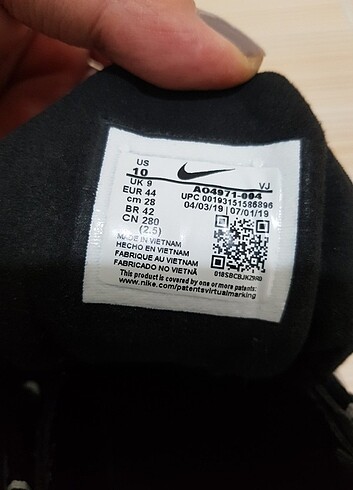 US
10 VJ
UK 9 AO4971-004
EUR 44 UPC 00193151586896
cm 28 04/03/19 | 07/01/19
BR 42
CN 280
(2.5)
MADE IN VIETNAM
HECHO EN VIETNAM
FABRIQUE AU VIETNAM
FABRICADO NO VIETNÃ
This product is covered by one or more patents:
www.nike.com/patentsvirtualmarking